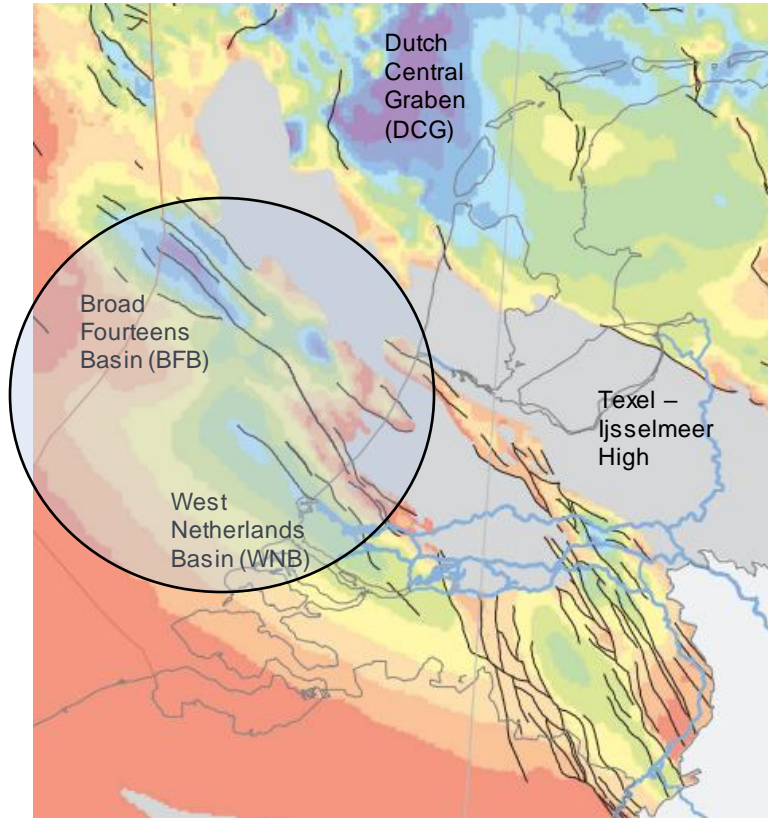 Dutch
Central
Graben
(DCG)
Broad
Fourteens
Basin (BFB)
Texel –
Ijsselmeer
High
West
Netherlands
Basin (WNB)